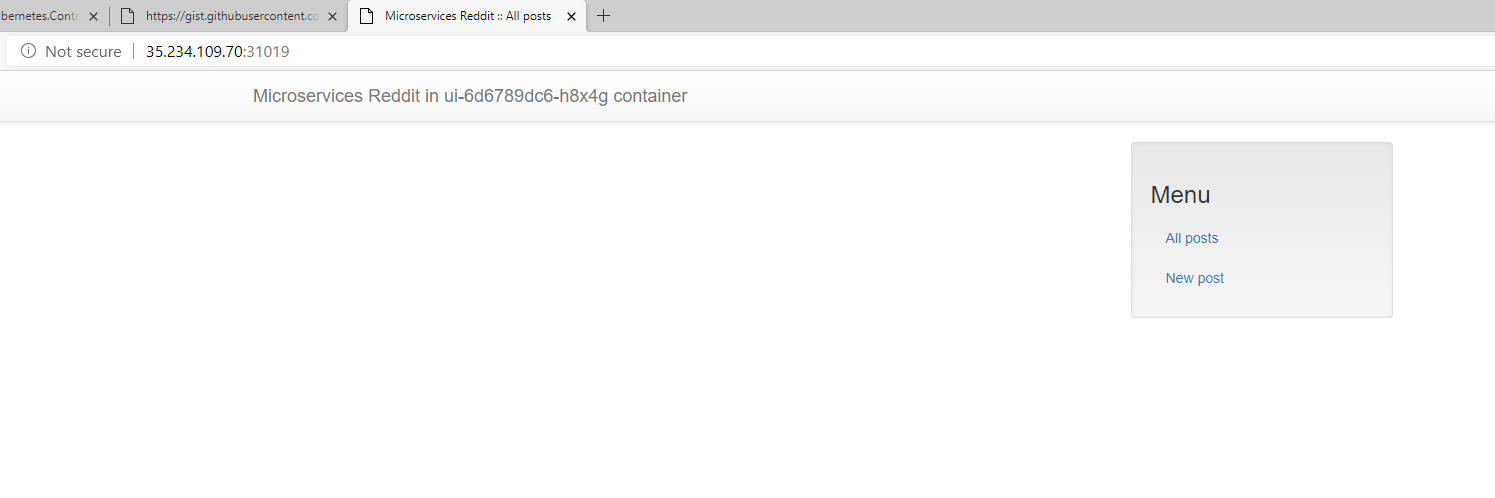 bernetes.Contr https://gist.githubusercontent.co Microservices Reddit :: All posts
Not secure 35.234.109.70:31019
Microservices Reddit in ui-6d6789dc6-h8x4g container
Menu
All posts
New post